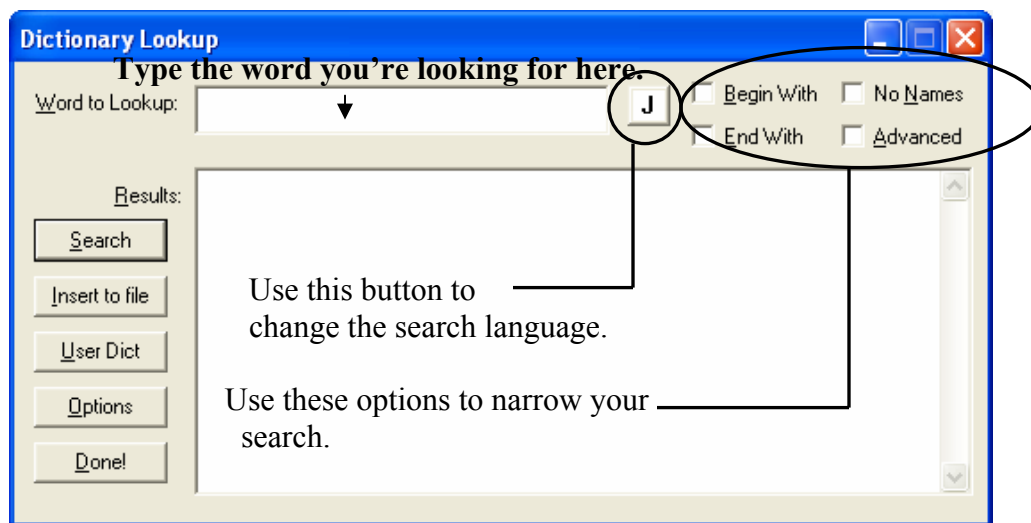 Dictionary Lookup
Type the word you’re looking for here.
Word to Lookup:
J
Begin With
No Names
End With
Advanced
Results:
Search
Insert to file
User Dict
Options
Done!
Use this button to
change the search language.
Use these options to narrow your
search.